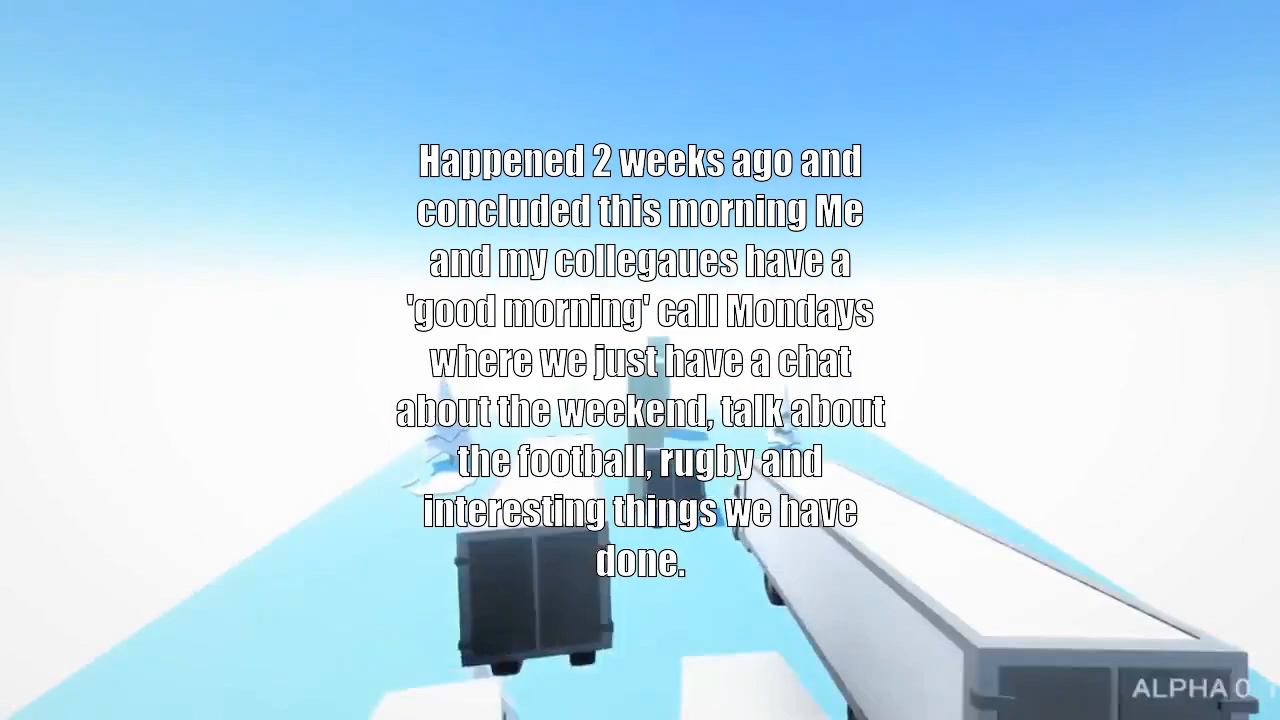 Happened 2 weeks ago and
concluded this morning Me
and my collegaues have a
'good morning' call Mondays
where we just have a chat
about the weekend, talk about
the football, rugby and
interesting things we have
done.
ALPHA 0